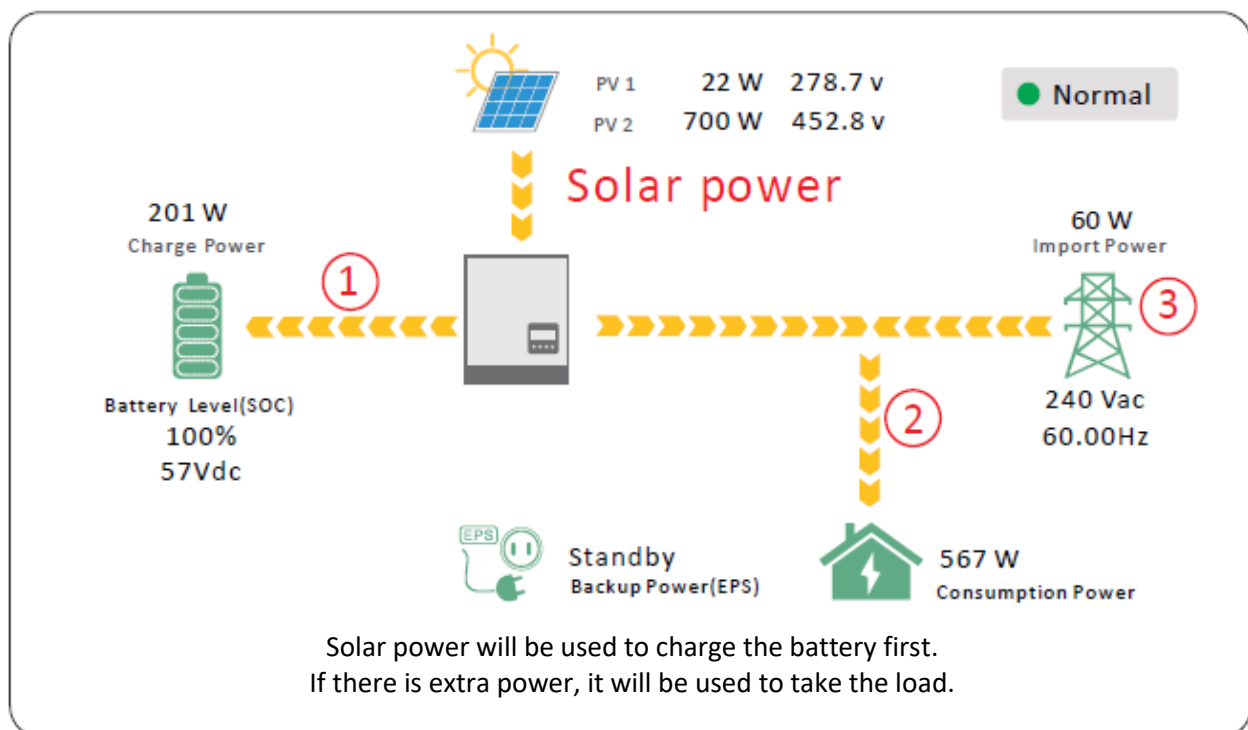 PV 1 22 W 278.7 v
PV 2 700 W 452.8 v
Normal
Solar power
201 W
Charge Power
60 W
Import Power
1
3
2
Battery Level(SOC)
100%
57Vdc
240 Vac
60.00Hz
EPS
Standby
Backup Power(EPS)
567 W
Consumption Power
Solar power will be used to charge the battery first.
If there is extra power, it will be used to take the load.